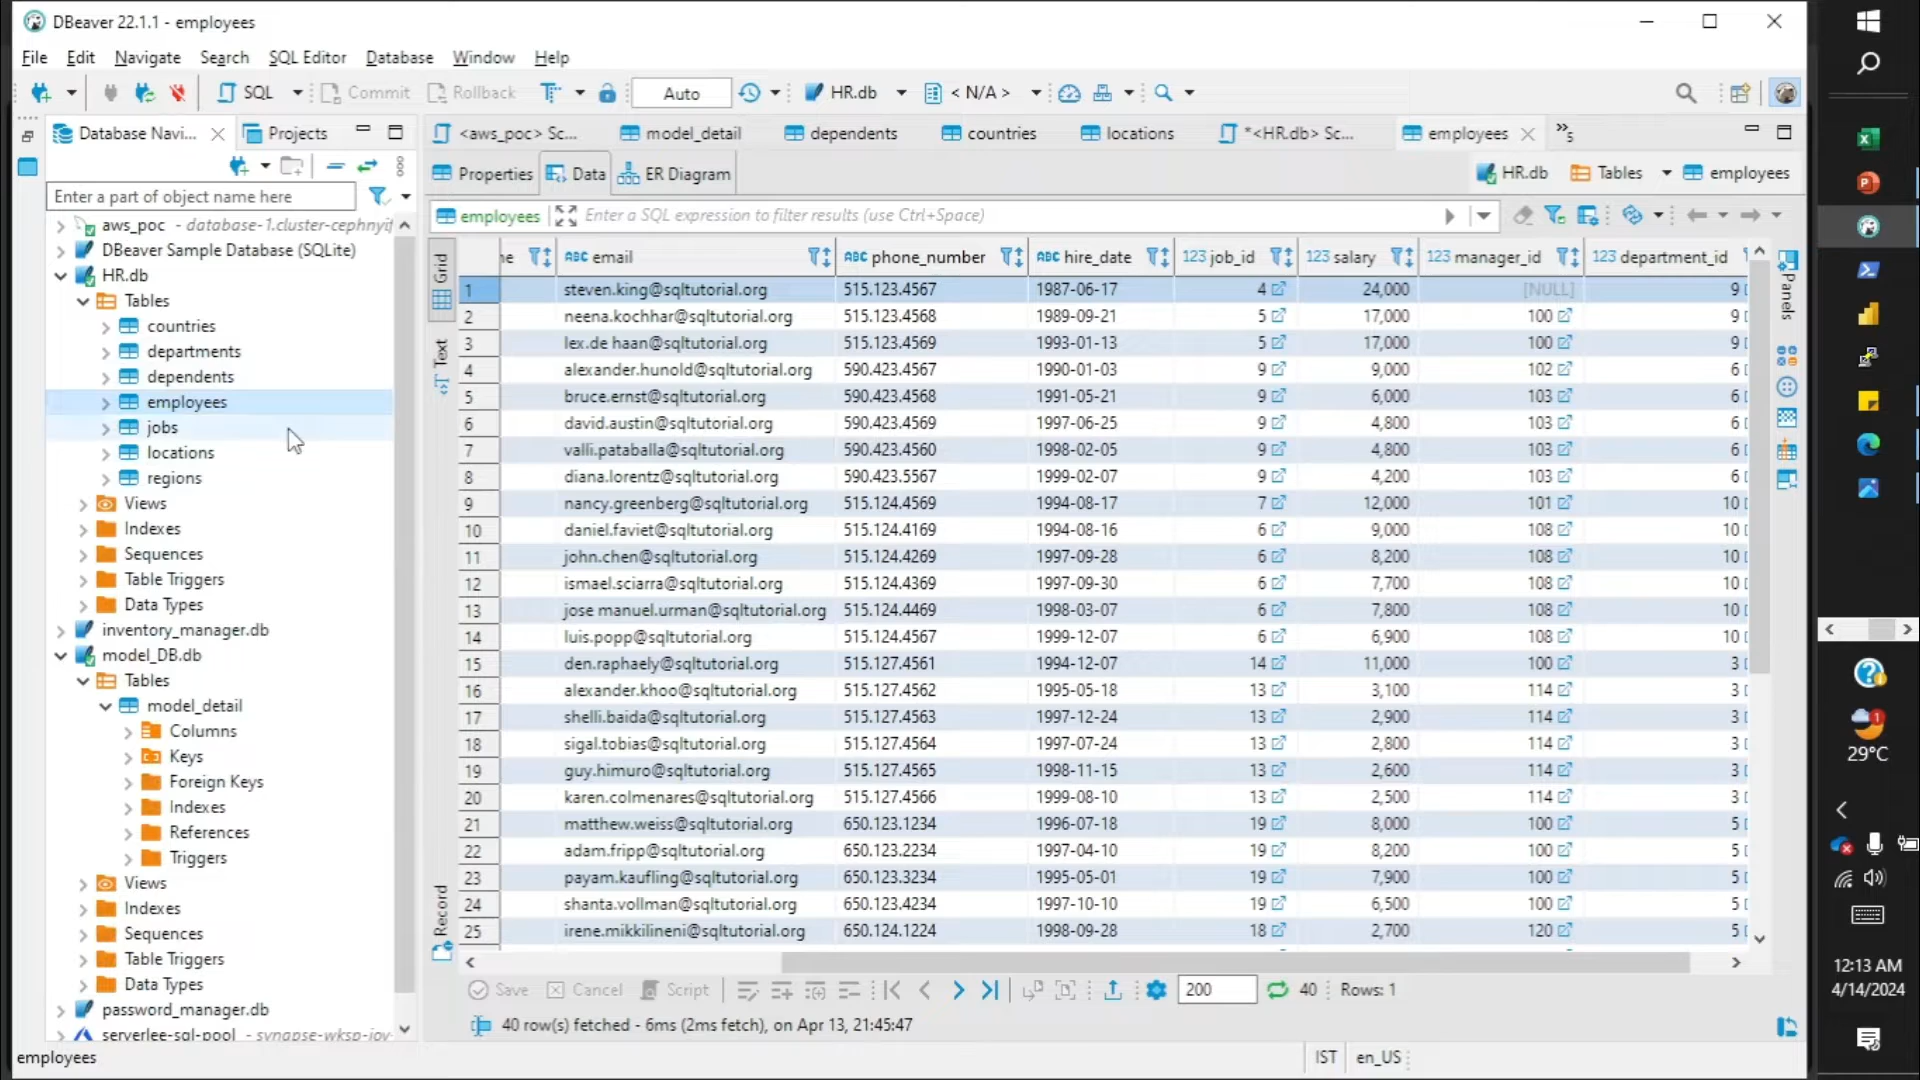 DBeaver 22.1.1 - employees
File Edit Navigate Search SQL Editor Database Window Help
SQL Commit Rollback Auto HR.db < N/A >
Database Navi... Projects
<aws_poc> Sc... model_detail dependents countries locations *<HR.db> Sc... employees »5
Properties Data ER Diagram HR.db Tables employees
Enter a part of object name here
employees Enter a SQL expression to filter results (use Ctrl+Space)
aws_poc - database-1.cluster-cephnyif
DBeaver Sample Database (SQLite)
HR.db
Tables
countries
departments
dependents
employees
jobs
locations
regions
Views
Indexes
Sequences
Table Triggers
Data Types
inventory_manager.db
model_DB.db
Tables
model_detail
Columns
Keys
Foreign Keys
Indexes
References
Triggers
Views
Indexes
Sequences
Table Triggers
Data Types
password_manager.db
serverlee-sql-pool - synapse-wksp-joy-
Grid
Text
Record
Panels
ne ABC email ABC phone_number ABC hire_date 123 job_id 123 salary 123 manager_id 123 department_id
1 steven.king@sqltutorial.org 515.123.4567 1987-06-17 4 24,000 [NULL] 9
2 neena.kochhar@sqltutorial.org 515.123.4568 1989-09-21 5 17,000 100 9
3 lex.de haan@sqltutorial.org 515.123.4569 1993-01-13 5 17,000 100 9
4 alexander.hunold@sqltutorial.org 590.423.4567 1990-01-03 9 9,000 102 6
5 bruce.ernst@sqltutorial.org 590.423.4568 1991-05-21 9 6,000 103 6
6 david.austin@sqltutorial.org 590.423.4569 1997-06-25 9 4,800 103 6
7 valli.pataballa@sqltutorial.org 590.423.4560 1998-02-05 9 4,800 103 6
8 diana.lorentz@sqltutorial.org 590.423.5567 1999-02-07 9 4,200 103 6
9 nancy.greenberg@sqltutorial.org 515.124.4569 1994-08-17 7 12,000 101 10
10 daniel.faviet@sqltutorial.org 515.124.4169 1994-08-16 6 9,000 108 10
11 john.chen@sqltutorial.org 515.124.4269 1997-09-28 6 8,200 108 10
12 ismael.sciarra@sqltutorial.org 515.124.4369 1997-09-30 6 7,700 108 10
13 jose manuel.urman@sqltutorial.org 515.124.4469 1998-03-07 6 7,800 108 10
14 luis.popp@sqltutorial.org 515.124.4567 1999-12-07 6 6,900 108 10
15 den.raphaely@sqltutorial.org 515.127.4561 1994-12-07 14 11,000 100 3
16 alexander.khoo@sqltutorial.org 515.127.4562 1995-05-18 13 3,100 114 3
17 shelli.baida@sqltutorial.org 515.127.4563 1997-12-24 13 2,900 114 3
18 sigal.tobias@sqltutorial.org 515.127.4564 1997-07-24 13 2,800 114 3
19 guy.himuro@sqltutorial.org 515.127.4565 1998-11-15 13 2,600 114 3
20 karen.colmenares@sqltutorial.org 515.127.4566 1999-08-10 13 2,500 114 3
21 matthew.weiss@sqltutorial.org 650.123.1234 1996-07-18 19 8,000 100 5
22 adam.fripp@sqltutorial.org 650.123.2234 1997-04-10 19 8,200 100 5
23 payam.kaufling@sqltutorial.org 650.123.3234 1995-05-01 19 7,900 100 5
24 shanta.vollman@sqltutorial.org 650.123.4234 1997-10-10 19 6,500 100 5
25 irene.mikkilineni@sqltutorial.org 650.124.1224 1998-09-28 18 2,700 120 5
Save Cancel Script 200 40 Rows: 1
40 row(s) fetched - 6ms (2ms fetch), on Apr 13, 21:45:47
employees IST en_US
1
29°C
12:13 AM
4/14/2024